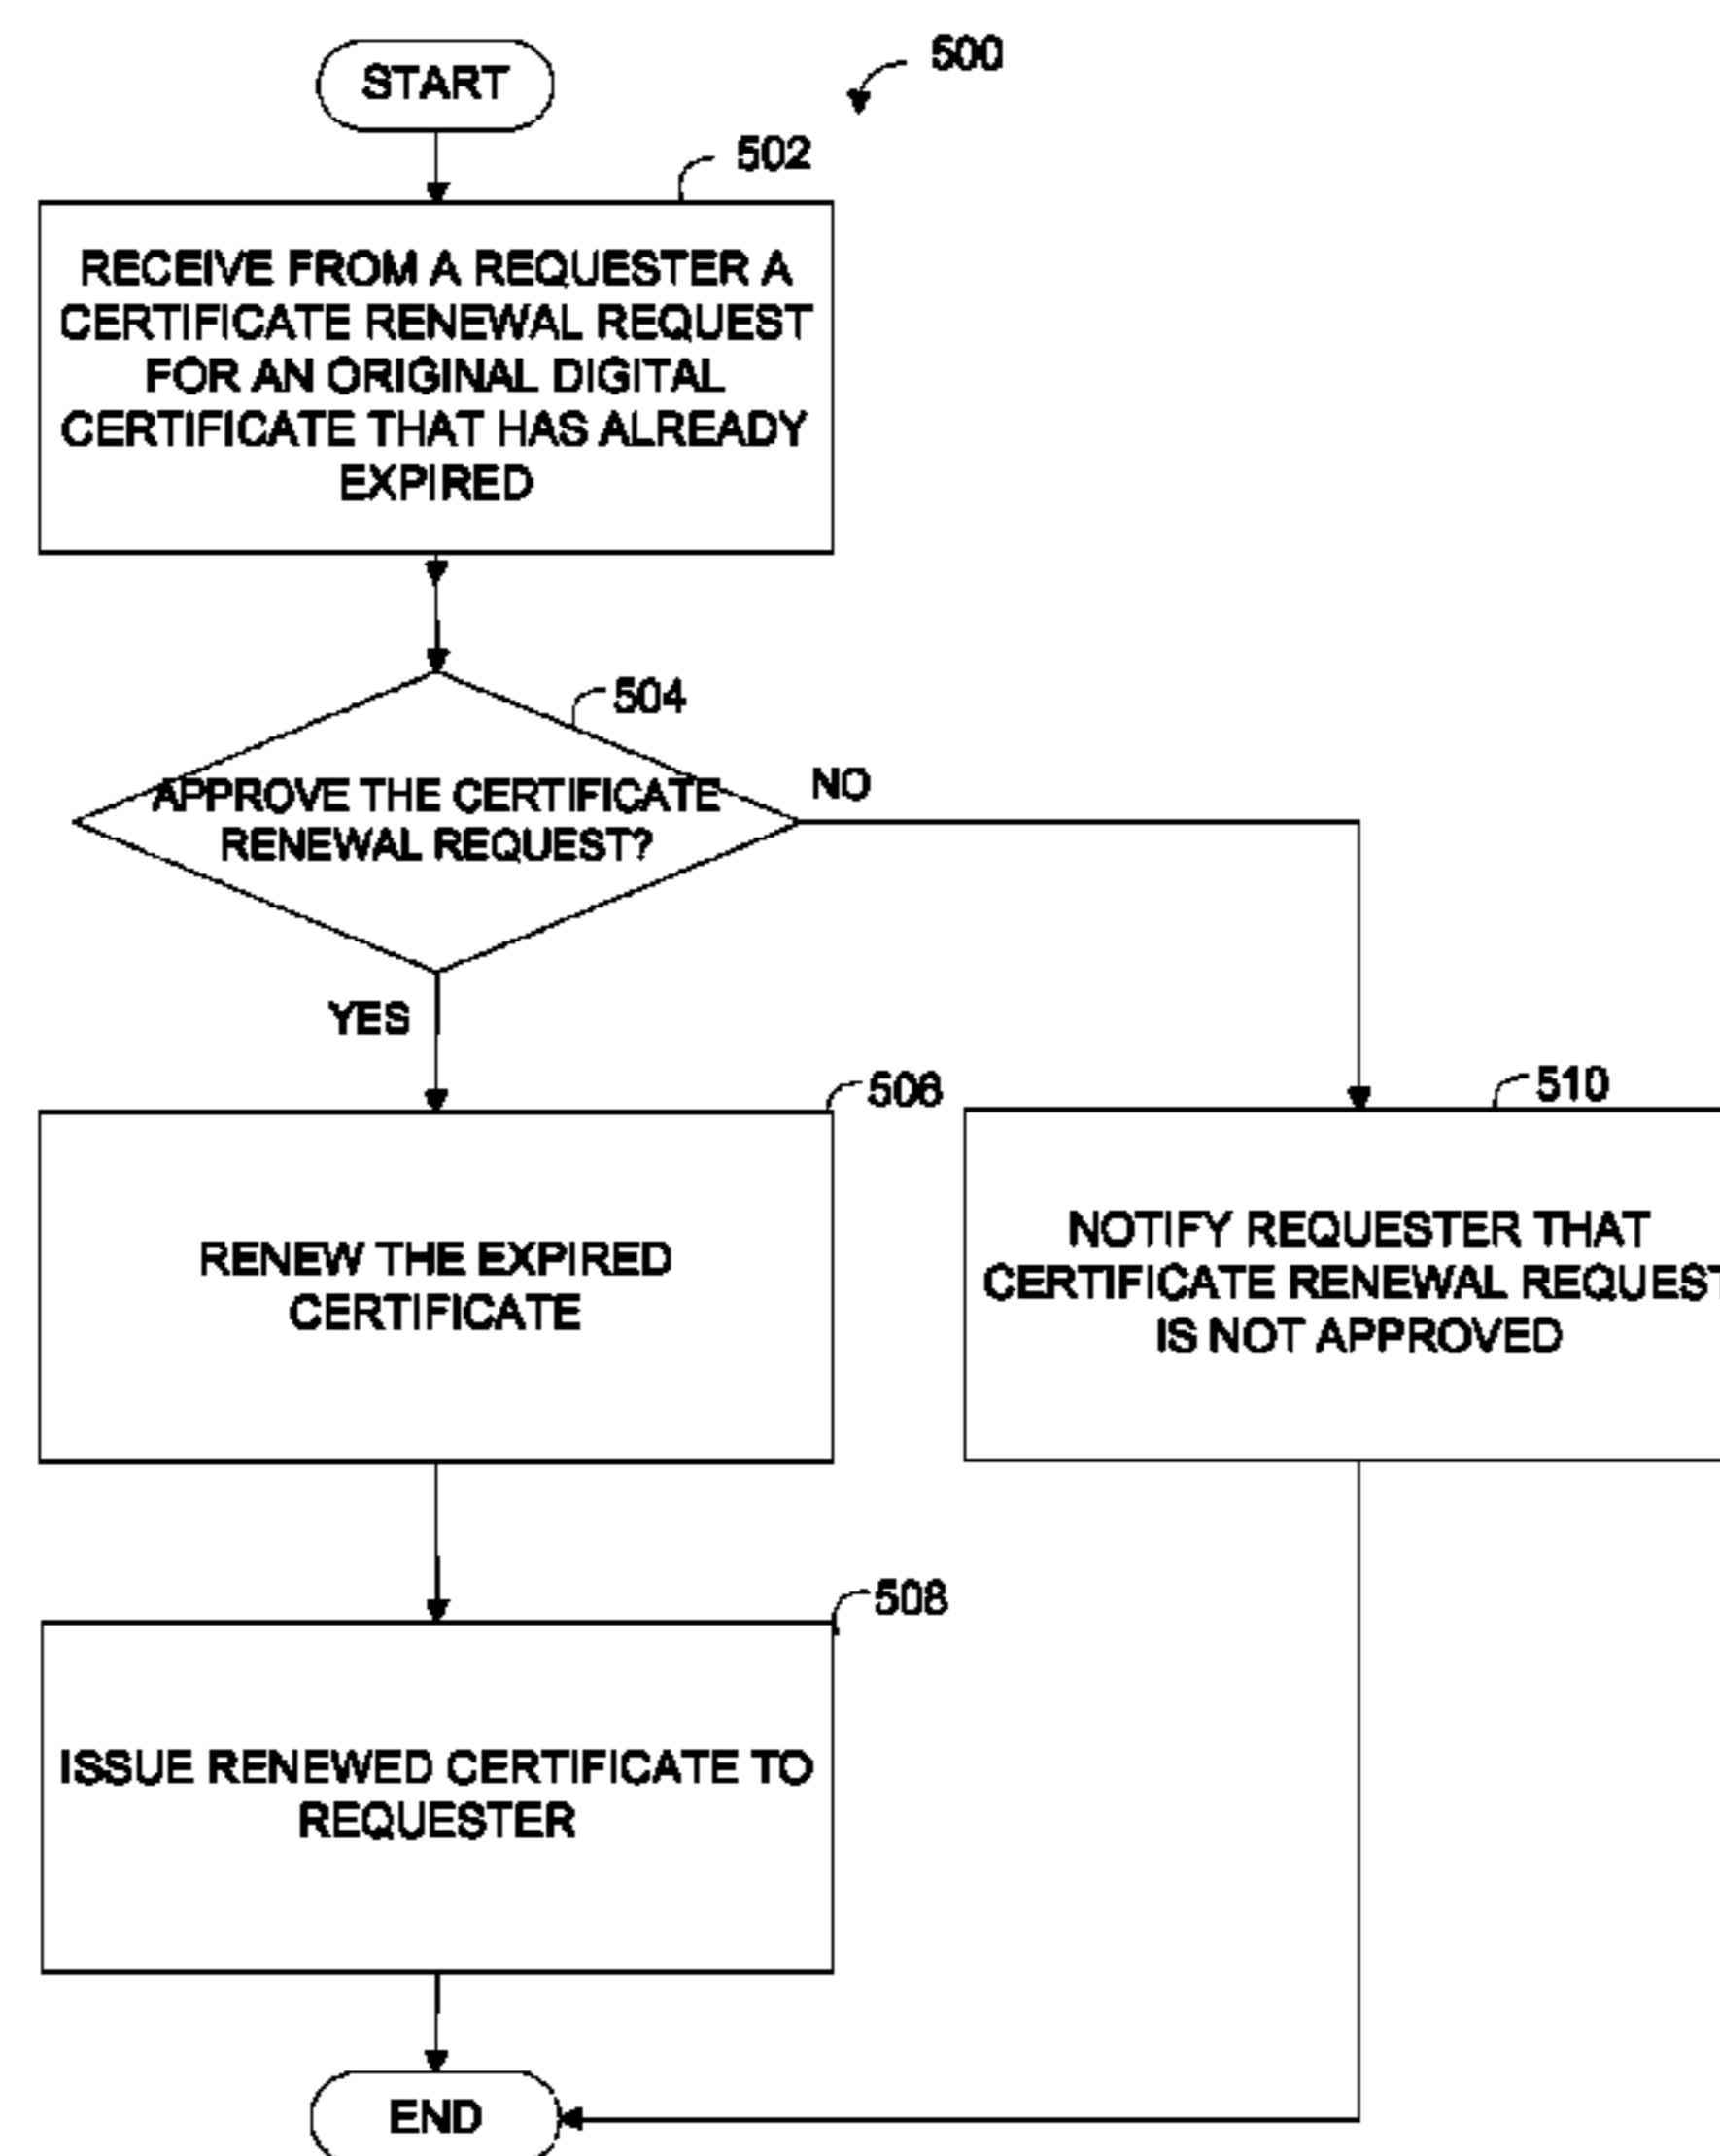 START
500
502
RECEIVE FROM A REQUESTER A
CERTIFICATE RENEWAL REQUEST
FOR AN ORIGINAL DIGITAL
CERTIFICATE THAT HAS ALREADY
EXPIRED
504
APPROVE THE CERTIFICATE
RENEWAL REQUEST?
NO
YES
506
RENEW THE EXPIRED
CERTIFICATE
510
NOTIFY REQUESTER THAT
CERTIFICATE RENEWAL REQUEST
IS NOT APPROVED
508
ISSUE RENEWED CERTIFICATE TO
REQUESTER
END